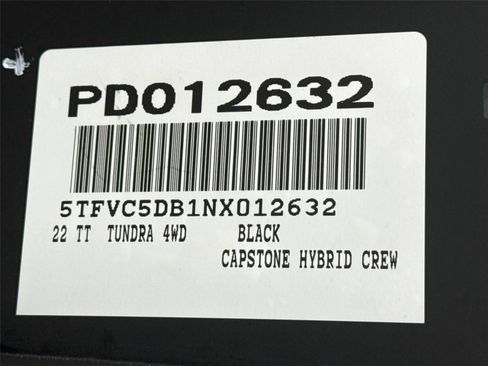 PD012632
5TFVC5DB1NX012632
22 TT TUNDRA 4WD BLACK
CAPSTONE HYBRID CREW